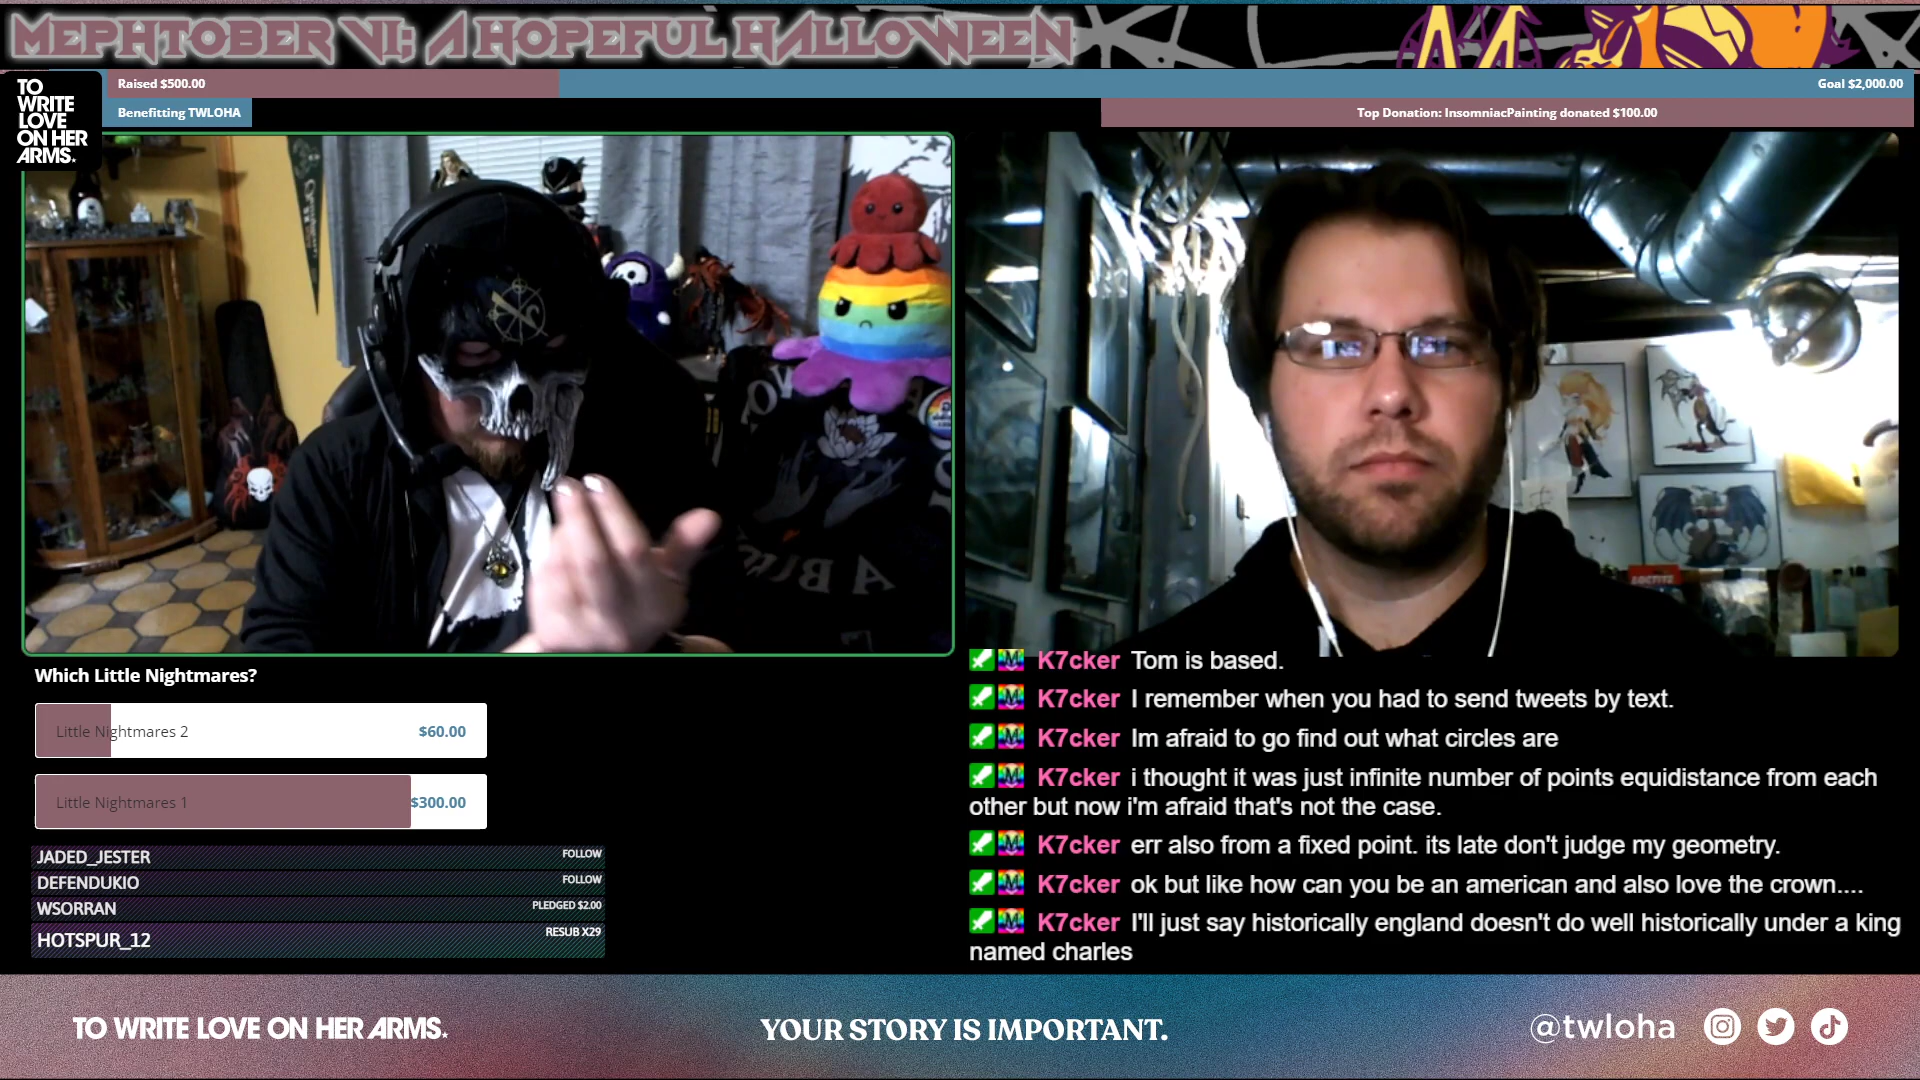 MEPHTOBER VI: A HOPEFUL HALLOWEEN
TO
WRITE
LOVE
ON HER
ARMS.
Raised $500.00
Goal $2,000.00
Benefitting TWLOHA
Top Donation: InsomniacPainting donated $100.00
LOCTITE
Which Little Nightmares?
Little Nightmares 2
$60.00
Little Nightmares 1
$300.00
JADED_JESTER
FOLLOW
DEFENDUKIO
FOLLOW
WSORRAN
PLEDGED $2.00
HOTSPUR_12
RESUB X29
K7cker Tom is based.
K7cker I remember when you had to send tweets by text.
K7cker Im afraid to go find out what circles are
K7cker i thought it was just infinite number of points equidistance from each
other but now i'm afraid that's not the case.
K7cker err also from a fixed point. its late don't judge my geometry.
K7cker ok but like how can you be an american and also love the crown....
K7cker I'll just say historically england doesn't do well historically under a king
named charles
TO WRITE LOVE ON HER ARMS.
YOUR STORY IS IMPORTANT.
@twloha